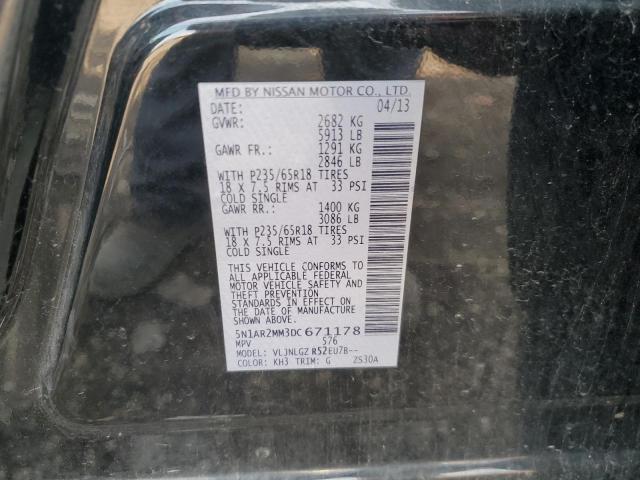 MFD BY NISSAN MOTOR CO., LTD.
DATE: 04/13
GVWR: 2682 KG
5913 LB
GAWR FR.: 1291 KG
2846 LB
WITH P235/65R18 TIRES
18 X 7.5 RIMS AT 33 PSI
COLD SINGLE
GAWR RR.: 1400 KG
3086 LB
WITH P235/65R18 TIRES
18 X 7.5 RIMS AT 33 PSI
COLD SINGLE
THIS VEHICLE CONFORMS TO
ALL APPLICABLE FEDERAL
MOTOR VEHICLE SAFETY AND
THEFT PREVENTION
STANDARDS IN EFFECT ON
THE DATE OF MANUFACTURE
SHOWN ABOVE.
5N1AR2MM3DC671178
MPV 576
MODEL: VLJNLGZ R52EU7B--
COLOR: KH3 TRIM: G ZS30A